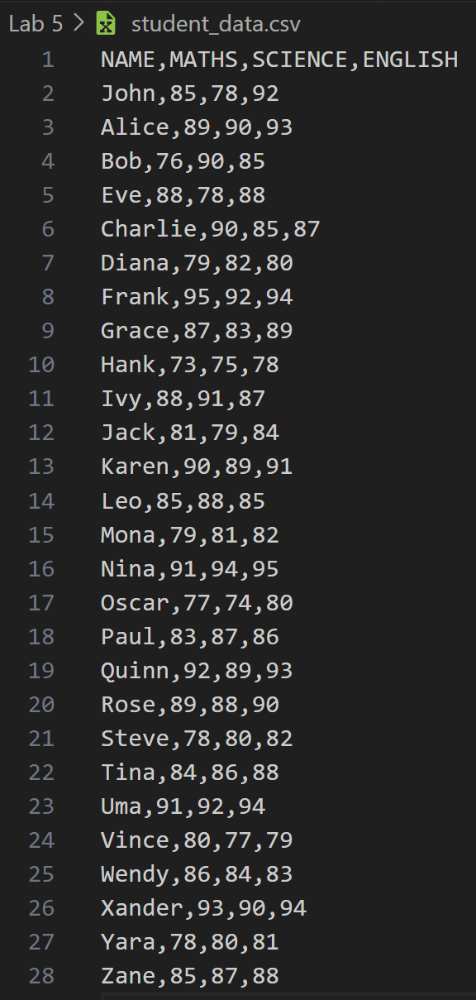 Lab 5 > student_data.csv
1 NAME,MATHS,SCIENCE,ENGLISH
2 John,85,78,92
3 Alice,89,90,93
4 Bob,76,90,85
5 Eve,88,78,88
6 Charlie,90,85,87
7 Diana,79,82,80
8 Frank,95,92,94
9 Grace,87,83,89
10 Hank,73,75,78
11 Ivy,88,91,87
12 Jack,81,79,84
13 Karen,90,89,91
14 Leo,85,88,85
15 Mona,79,81,82
16 Nina,91,94,95
17 Oscar,77,74,80
18 Paul,83,87,86
19 Quinn,92,89,93
20 Rose,89,88,90
21 Steve,78,80,82
22 Tina,84,86,88
23 Uma,91,92,94
24 Vince,80,77,79
25 Wendy,86,84,83
26 Xander,93,90,94
27 Yara,78,80,81
28 Zane,85,87,88